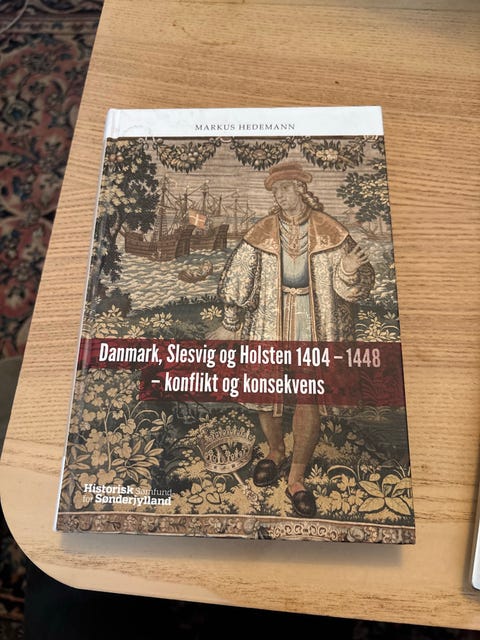 MARKUS HEDEMANN
Danmark, Slesvig og Holsten 1404 – 1448
– konflikt og konsekvens
Historisk Samfund
for Sønderjylland